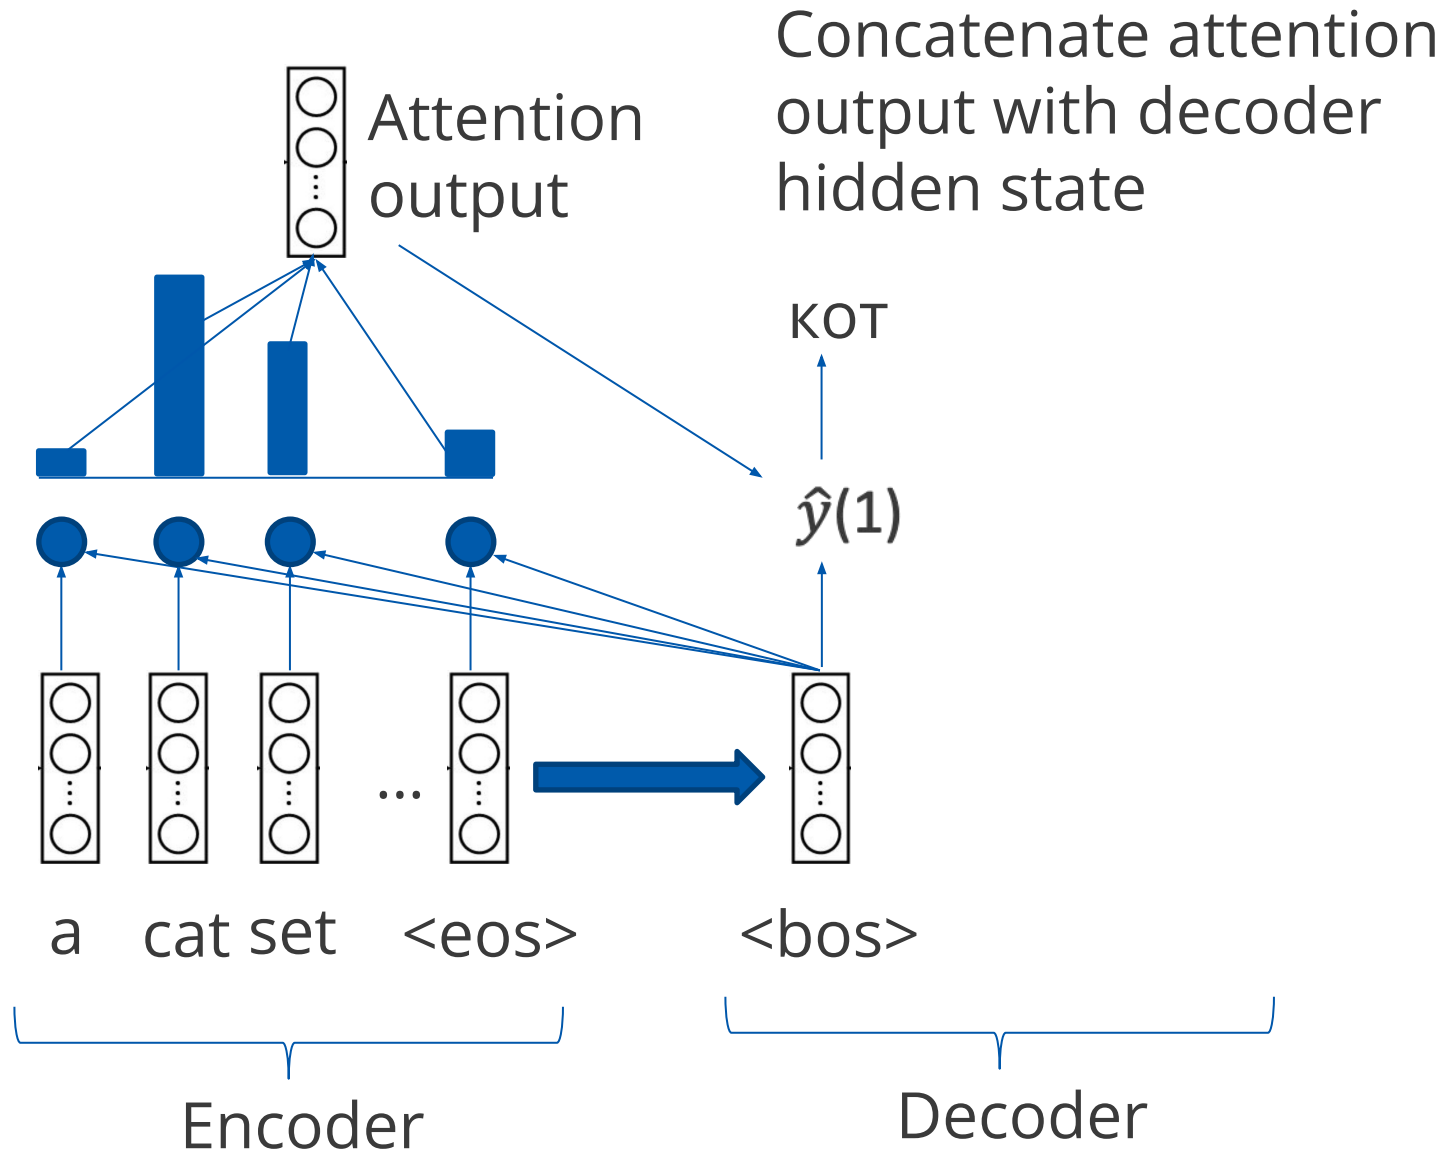 Concatenate attention
output with decoder
hidden state
Attention
output
кот
ŷ(1)
...
a cat set <eos> <bos>
Encoder
Decoder